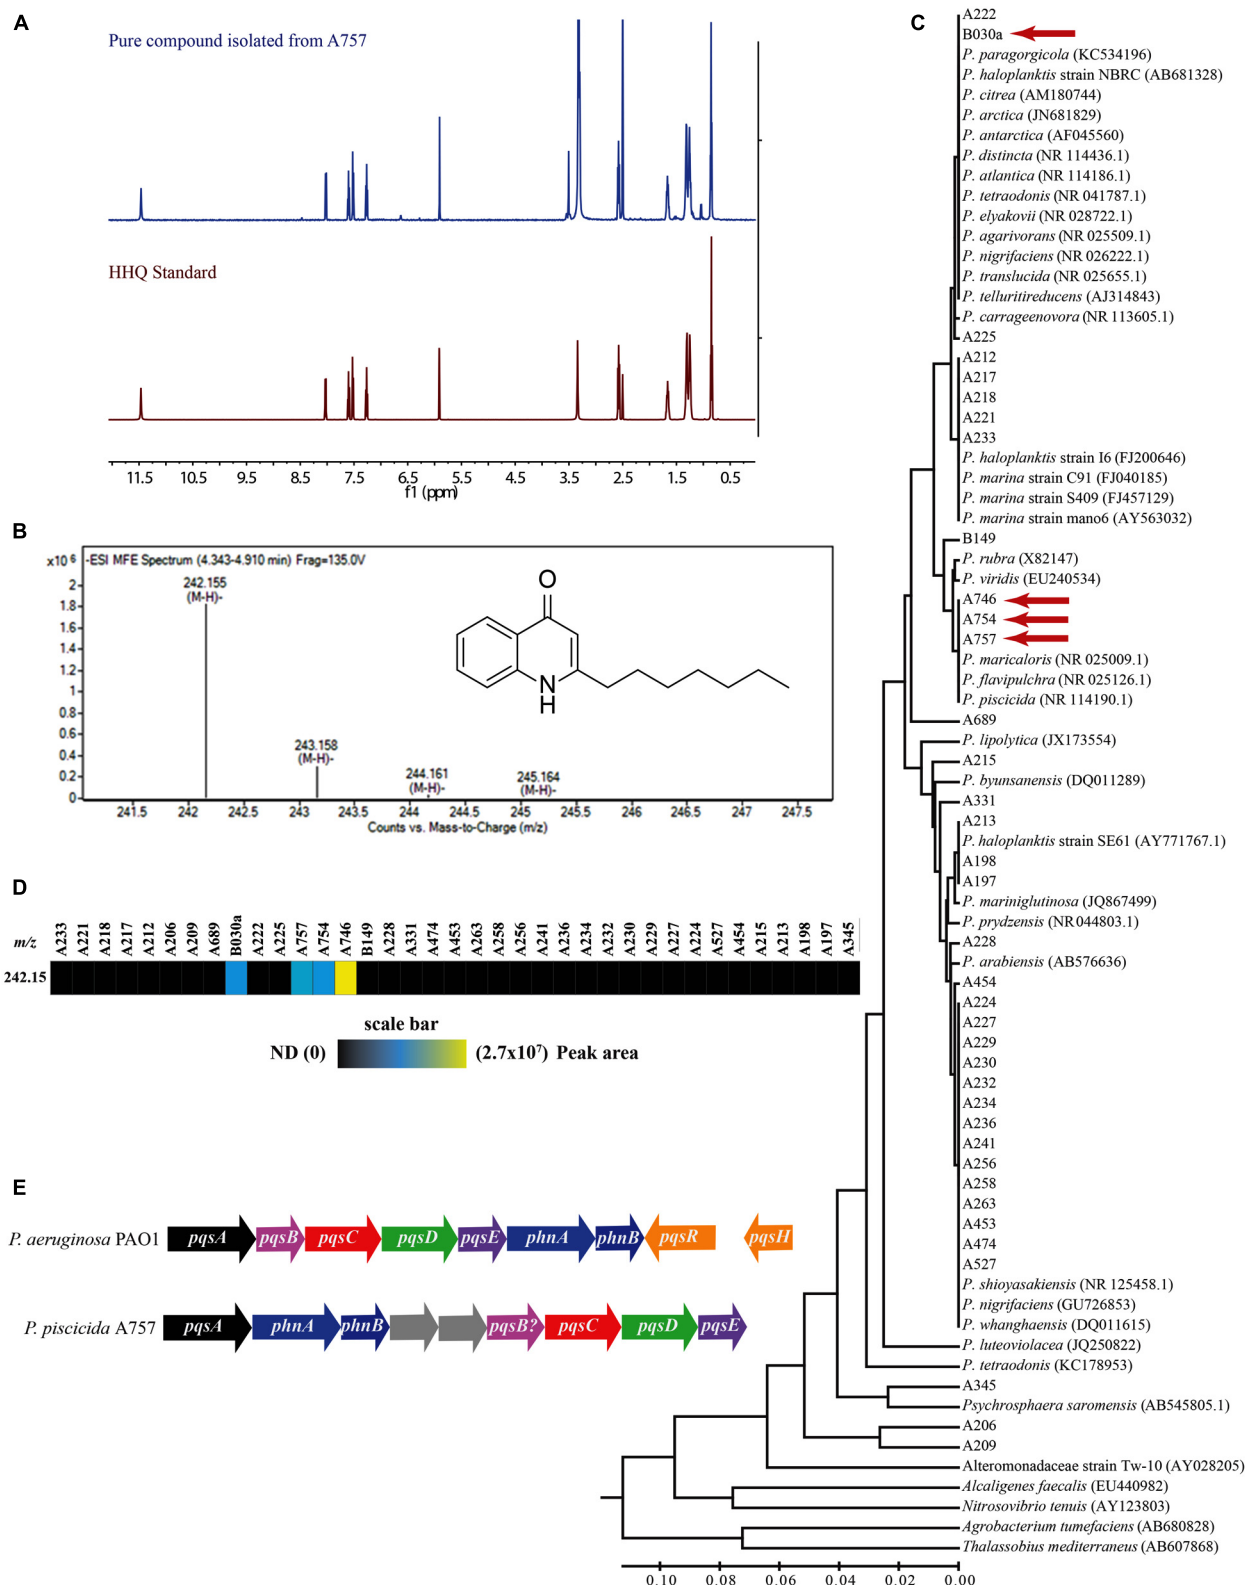 A
Pure compound isolated from A757
HHQ Standard
11.5 10.5 9.5 8.5 7.5 6.5 5.5 4.5 3.5 2.5 1.5 0.5
f1 (ppm)
B
x10 6
-ESI MFE Spectrum (4.343-4.910 min) Frag=135.0V
2
1.8
1.6
1.4
1.2
1
0.8
0.6
0.4
0.2
0
242.155
(M-H)-
243.158
(M-H)-
244.161
(M-H)-
245.164
(M-H)-
O
N
H
241.5 242 242.5 243 243.5 244 244.5 245 245.5 246 246.5 247 247.5
Counts vs. Mass-to-Charge (m/z)
C
A222
B030a
P. paragorgicola (KC534196)
P. haloplanktis strain NBRC (AB681328)
P. citrea (AM180744)
P. arctica (JN681829)
P. antarctica (AF045560)
P. distincta (NR 114436.1)
P. atlantica (NR 114186.1)
P. tetraodonis (NR 041787.1)
P. elyakovii (NR 028722.1)
P. agarivorans (NR 025509.1)
P. nigrifaciens (NR 026222.1)
P. translucida (NR 025655.1)
P. telluritireducens (AJ314843)
P. carrageenovora (NR 113605.1)
A225
A212
A217
A218
A221
A233
P. haloplanktis strain I6 (FJ200646)
P. marina strain C91 (FJ040185)
P. marina strain S409 (FJ457129)
P. marina strain mano6 (AY563032)
B149
P. rubra (X82147)
P. viridis (EU240534)
A746
A754
A757
P. maricaloris (NR 025009.1)
P. flavipulchra (NR 025126.1)
P. piscicida (NR 114190.1)
A689
P. lipolytica (JX173554)
A215
P. byunsanensis (DQ011289)
A331
A213
P. haloplanktis strain SE61 (AY771767.1)
A198
A197
P. mariniglutinosa (JQ867499)
P. prydzensis (NR 044803.1)
A228
P. arabiensis (AB576636)
A454
A224
A227
A229
A230
A232
A234
A236
A241
A256
A258
A263
A453
A474
A527
P. shioyasakiensis (NR 125458.1)
P. nigrifaciens (GU726853)
P. whanghaensis (DQ011615)
P. luteoviolacea (JQ250822)
P. tetraodonis (KC178953)
A345
Psychrosphaera saromensis (AB545805.1)
A206
A209
Alteromonadaceae strain Tw-10 (AY028205)
Alcaligenes faecalis (EU440982)
Nitrosovibrio tenuis (AY123803)
Agrobacterium tumefaciens (AB680828)
Thalassobius mediterraneus (AB607868)
0.10 0.08 0.06 0.04 0.02 0.00
D
m/z A233 A221 A218 A217 A212 A206 A209 A689 B030a A222 A225 A757 A754 A746 B149 A228 A331 A474 A453 A263 A258 A256 A241 A236 A234 A232 A230 A229 A227 A224 A527 A454 A215 A213 A198 A197 A345
242.15
scale bar
ND (0) (2.7x10⁷) Peak area
E
P. aeruginosa PAO1 pqsA pqsB pqsC pqsD pqsE phnA phnB pqsR pqsH
P. piscicida A757 pqsA phnA phnB pqsB? pqsC pqsD pqsE